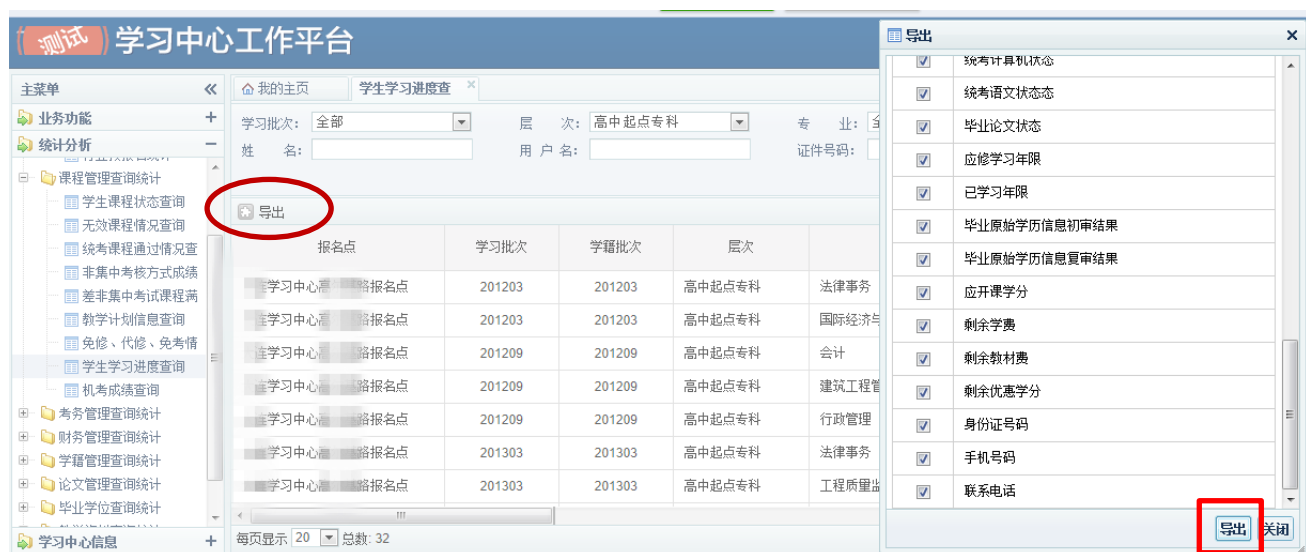 测试 学习中心工作平台
主菜单
业务功能
统计分析
课程管理查询统计
学生课程状态查询
无效课程情况查询
统考课程通过情况查
非集中考核方式成绩
差非集中考试课程满
教学计划信息查询
免修、代修、免考情
学生学习进度查询
机考成绩查询
考务管理查询统计
财务管理查询统计
学籍管理查询统计
论文管理查询统计
毕业学位查询统计
学习中心信息
我的主页 学生学习进度查
学习批次: 全部 层 次: 高中起点专科 专 业:
姓 名: 用 户 名: 证件号码:
导出
报名点 学习批次 学籍批次 层次
学习中心 路报名点 201203 201203 高中起点专科 法律事务
学习中心 路报名点 201203 201203 高中起点专科 国际经济与
连学习中心 路报名点 201209 201209 高中起点专科 会计
学习中心 路报名点 201209 201209 高中起点专科 建筑工程管
学习中心 路报名点 201209 201209 高中起点专科 行政管理
学习中心 路报名点 201303 201303 高中起点专科 法律事务
学习中心 路报名点 201303 201303 高中起点专科 工程质量监
每页显示 20 总数: 32
导出
统考计算机状态
统考语文状态态
毕业论文状态
应修学习年限
已学习年限
毕业原始学历信息初审结果
毕业原始学历信息复审结果
应开课学分
剩余学费
剩余教材费
剩余优惠学分
身份证号码
手机号码
联系电话
导出 关闭